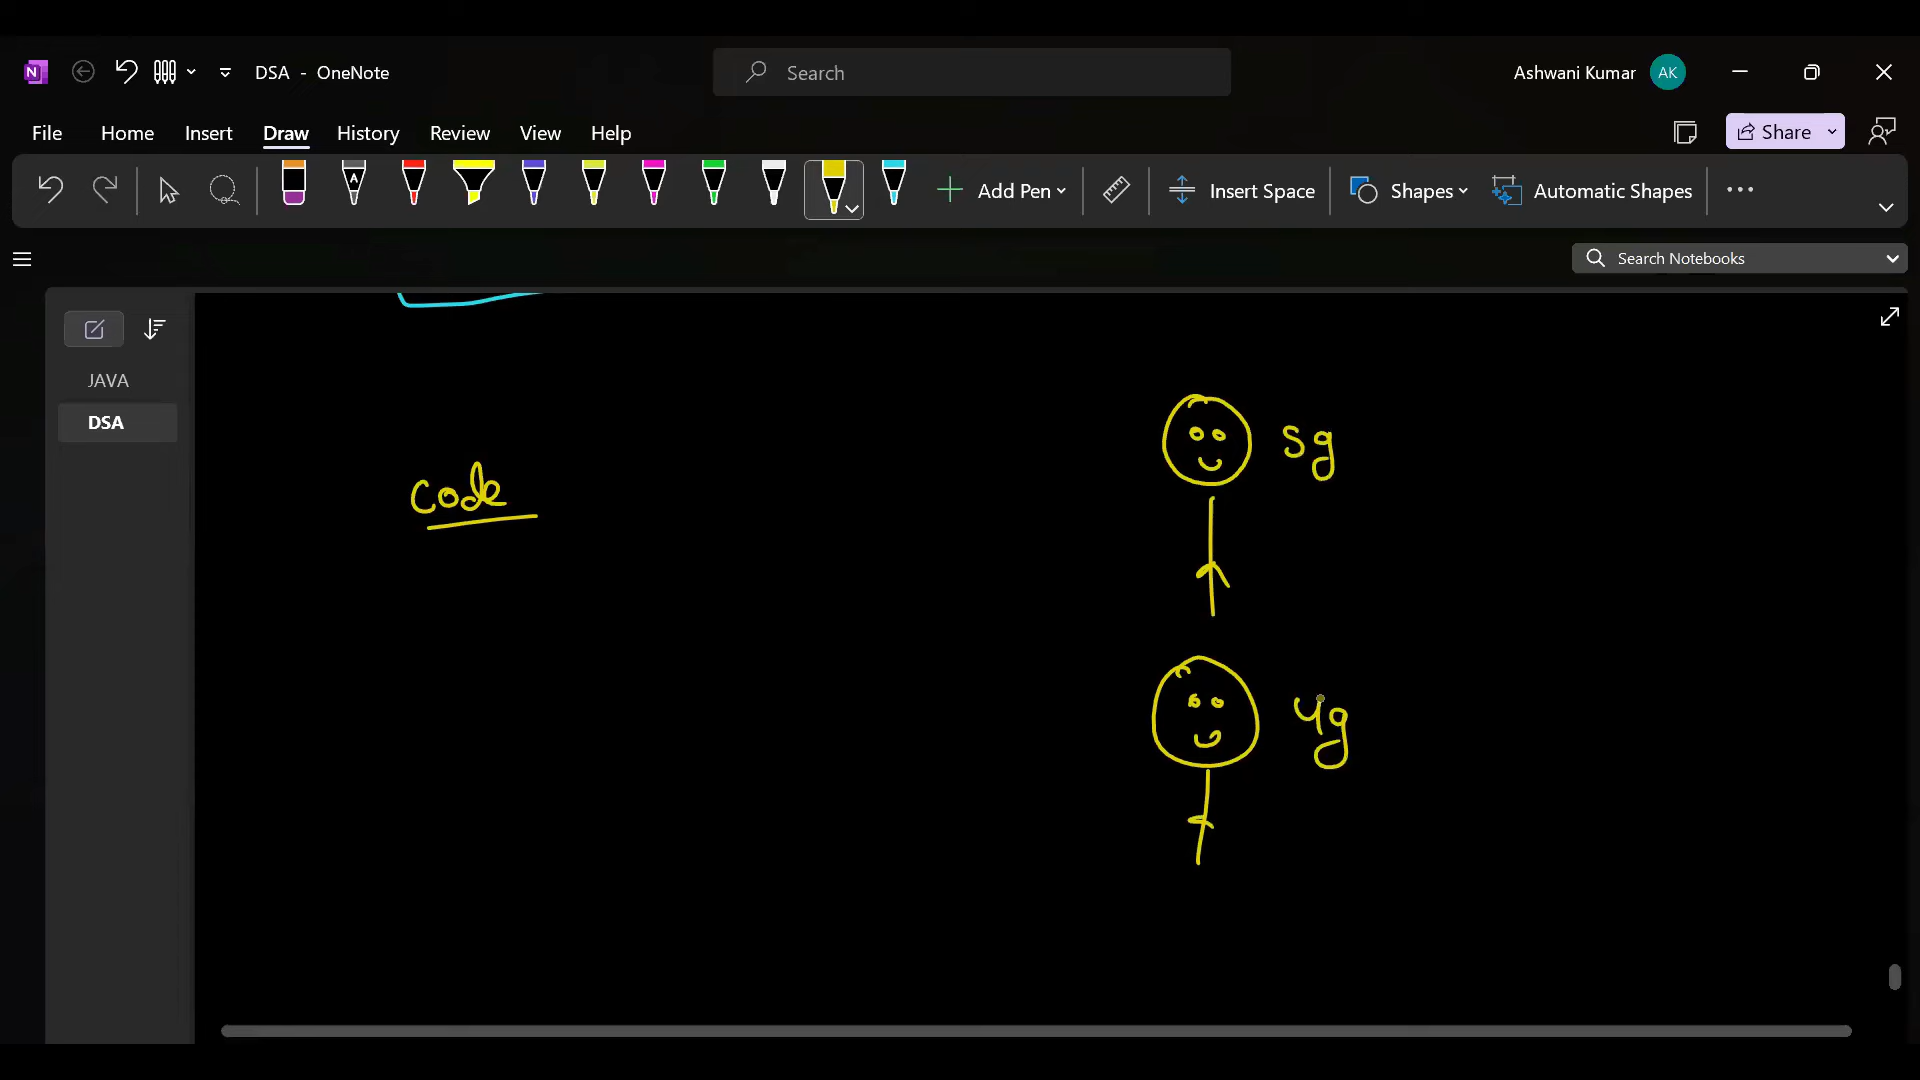 DSA - OneNote
Search
Ashwani Kumar
AK
File Home Insert Draw History Review View Help
Share
Add Pen
Insert Space
Shapes
Automatic Shapes
Search Notebooks
JAVA
DSA
Code
Sg
4g